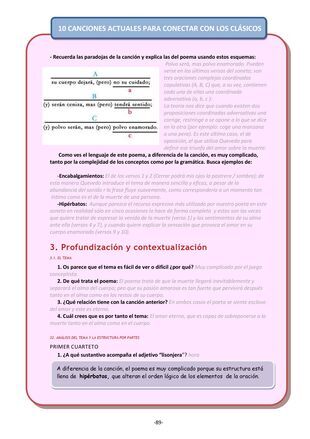 10 CANCIONES ACTUALES PARA CONECTAR CON LOS CLÁSICOS
- Recuerda las paradojas de la canción y explica las del poema usando estos esquemas:
A
su cuerpo dejará, (pero) no su cuidado;
a
B
(y) serán ceniza, mas (pero) tendrá sentido;
b
C
(y) polvo serán, mas (pero) polvo enamorado.
c
Polvo será, mas polvo enamorado. Pueden
verse en los últimos versos del soneto; son
tres oraciones complejas coordinadas
copulativas (A, B, C) que, a su vez, contienen
cada una de ellas una coordinada
adversativa (a, b, c ):
La teoría nos dice que cuando existen dos
proposiciones coordinadas adversativas una
corrige, restringe o se opone a lo que se dice
en la otra (por ejemplo: cogé una manzana
o una pera). Es este último caso, el de
oposición, el que utiliza Quevedo para
definir ese triunfo del amor sobre la muerte.
Como ves el lenguaje de este poema, a diferencia de la canción, es muy complicado,
tanto por la complejidad de los conceptos como por la gramática. Busca ejemplos de:
-Encabalgamientos: El de los versos 1 y 2 (Cerrar podrá mis ojos la postrera / sombra); de
esta manera Quevedo introduce el tema de manera sencilla y eficaz, a pesar de la
abundancia del sonido r la frase fluye suavemente, como correspondería a un momento tan
íntimo como es el de la muerte de una persona.
-Hipérbatos: Aunque parezca el recurso expresivo más utilizado por nuestro poeta en este
soneto en realidad sólo en cinco ocasiones lo hace de forma completa y estas son las veces
que quiere tratar de expresar la venida de la muerte (verso 1) y los sentimientos de su alma
ante ella (versos 4 y 7), y cuando quiere explicar la sensación que provoca el amor en su
cuerpo enamorado (versos 9 y 10).
3. Profundización y contextualización
3.1. EL TEMA
1. Os parece que el tema es fácil de ver o difícil ¿por qué? Muy complicado por el juego
conceptista.
2. De qué trata el poema: El poema trata de que la muerte llegará inevitablemente y
separará el alma del cuerpo, pero que su pasión amorosa es tan fuerte que pervivirá después
tanto en el alma como en los restos de su cuerpo.
3. ¿Qué relación tiene con la canción anterior? En ambos casos el poeta se siente esclavo
del amor y este es eterno.
4. Cuál crees que es por tanto el tema: El amor eterno, que es capaz de sobreponerse a la
muerte tanto en el alma como en el cuerpo.
32. ANÁLISIS DEL TEMA Y LA ESTRUCTURA POR PARTES
PRIMER CUARTETO
1. ¿A qué sustantivo acompaña el adjetivo "lisonjera"? hora
A diferencia de la canción, el poema es muy complicado porque su estructura está
llena de hipérbatos, que alteran el orden lógico de los elementos de la oración.
-89-